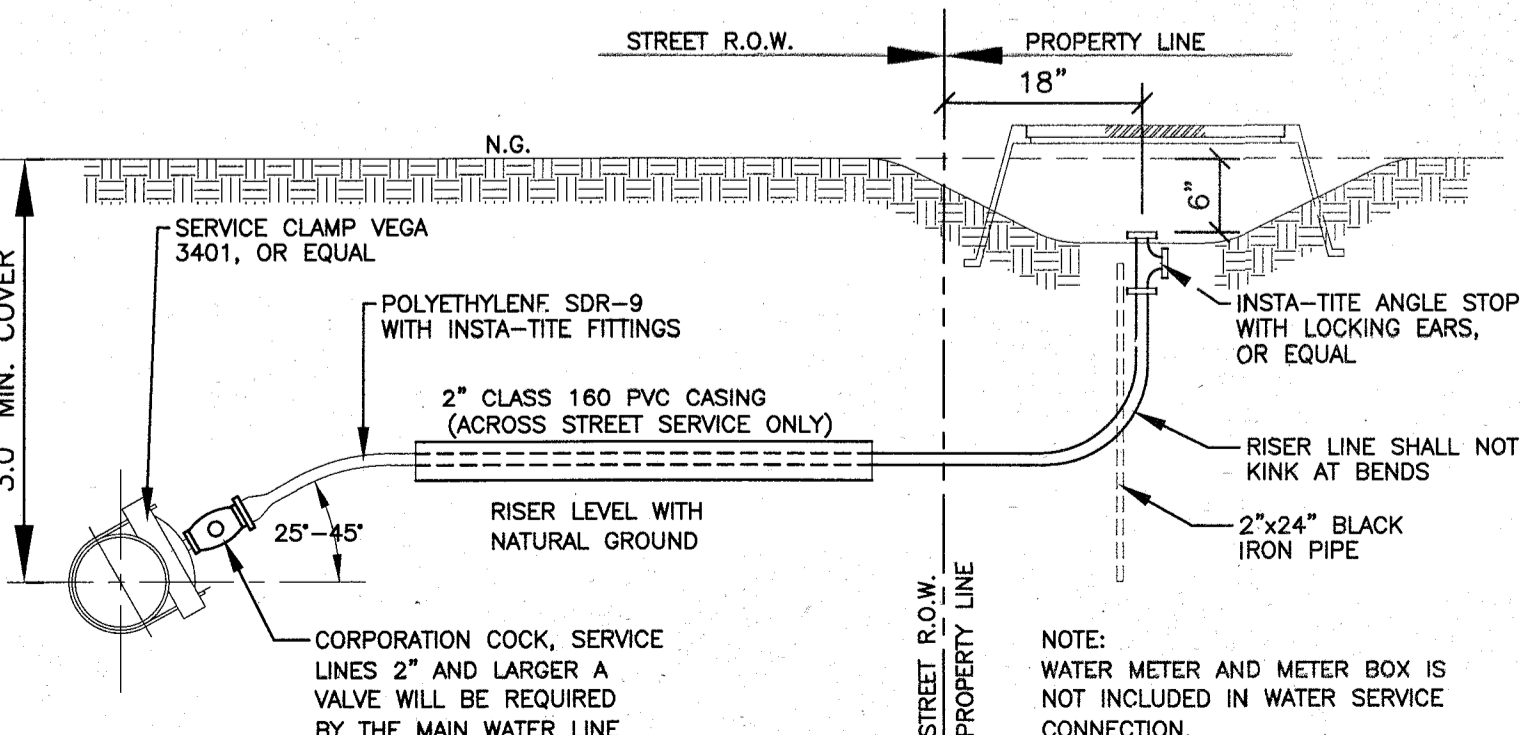 STREET R.O.W.
PROPERTY LINE
18"
N.G.
6"
SERVICE CLAMP VEGA
3401, OR EQUAL
3.0 MIN. COVER
POLYETHYLENE SDR-9
WITH INSTA-TITE FITTINGS
INSTA-TITE ANGLE STOP
WITH LOCKING EARS,
OR EQUAL
2" CLASS 160 PVC CASING
(ACROSS STREET SERVICE ONLY)
RISER LINE SHALL NOT
KINK AT BENDS
25°-45°
RISER LEVEL WITH
NATURAL GROUND
2"x24" BLACK
IRON PIPE
CORPORATION COCK, SERVICE
LINES 2" AND LARGER A
VALVE WILL BE REQUIRED
BY THE MAIN WATER LINE
STREET R.O.W.
PROPERTY LINE
NOTE:
WATER METER AND METER BOX IS
NOT INCLUDED IN WATER SERVICE
CONNECTION.